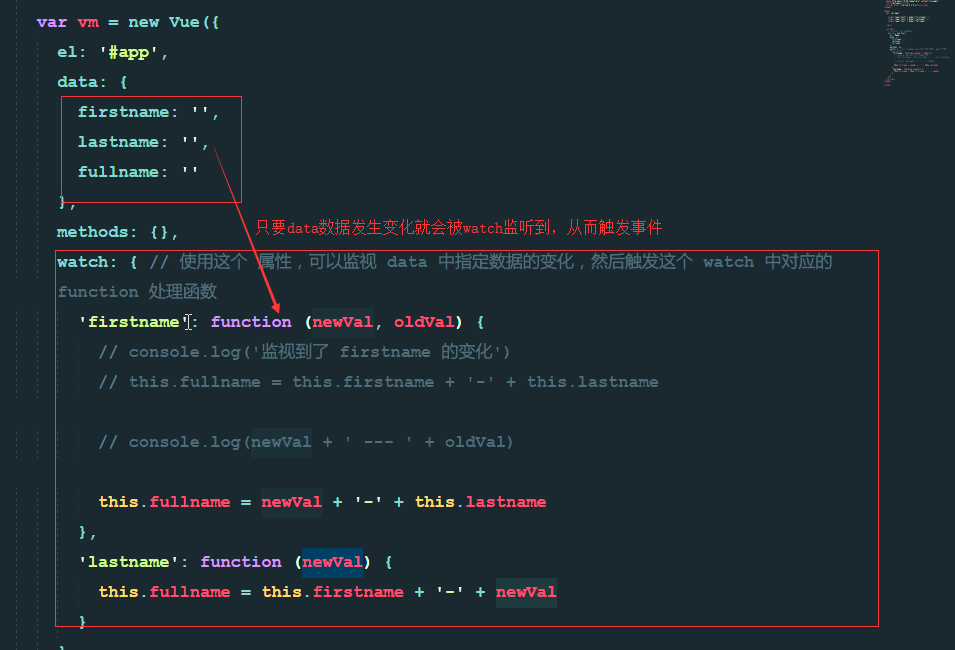 var vm = new Vue({
el: '#app',
data: {
firstname: '',
lastname: '',
fullname: ''
},
只要data数据发生变化就会被watch监听到，从而触发事件
methods: {},
watch: { // 使用这个 属性，可以监视 data 中指定数据的变化，然后触发这个 watch 中对应的
function 处理函数
'firstname': function (newVal, oldVal) {
// console.log('监视到了 firstname 的变化')
// this.fullname = this.firstname + '-' + this.lastname
// console.log(newVal + ' --- ' + oldVal)
this.fullname = newVal + '-' + this.lastname
},
'lastname': function (newVal) {
this.fullname = this.firstname + '-' + newVal
}